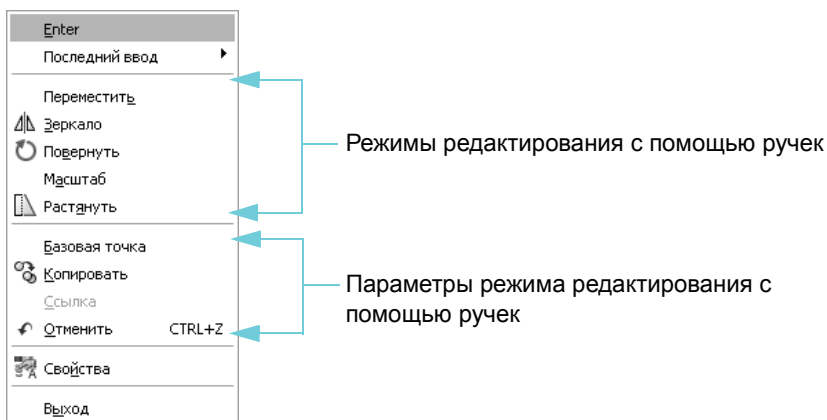 Enter
Последний ввод
Переместить
Зеркало
Повернуть
Масштаб
Растянуть
Режимы редактирования с помощью ручек
Базовая точка
Копировать
Ссылка
Отменить CTRL+Z
Параметры режима редактирования с
помощью ручек
Свойства
Выход